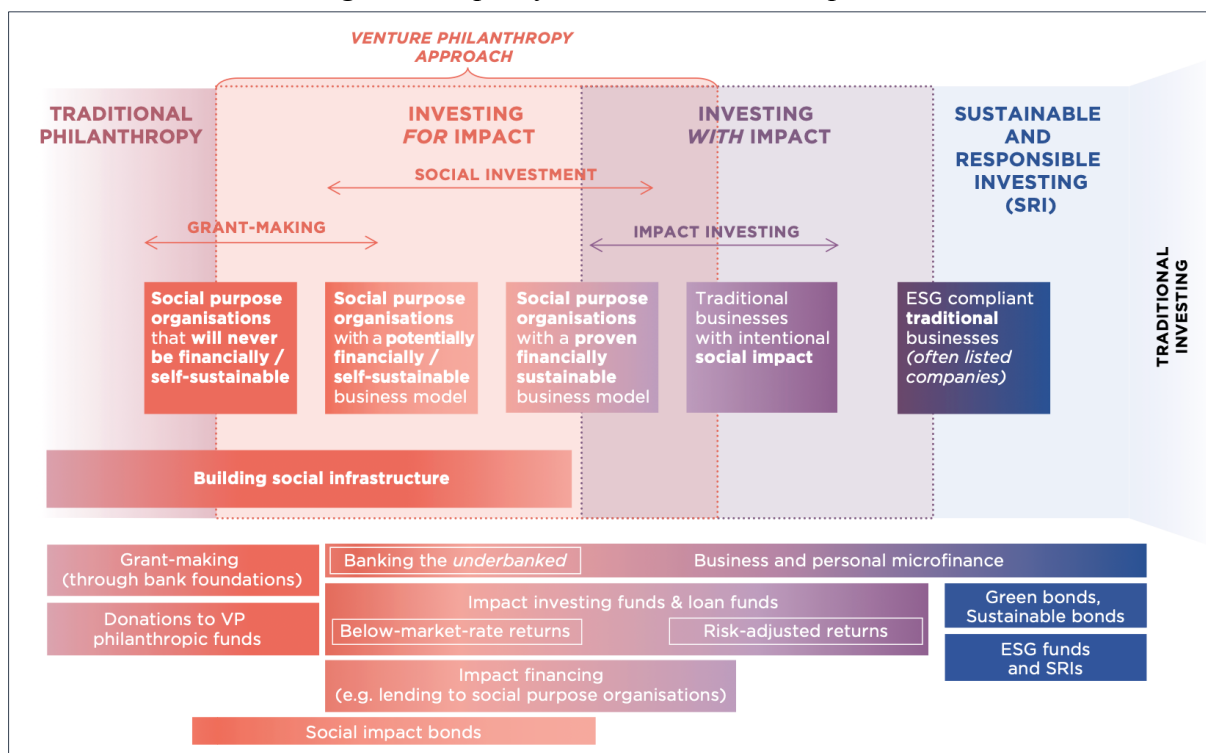 VENTURE PHILANTHROPY
APPROACH
TRADITIONAL
PHILANTHROPY
INVESTING
FOR IMPACT
INVESTING
WITH IMPACT
SUSTAINABLE
AND
RESPONSIBLE
INVESTING
(SRI)
TRADITIONAL
INVESTING
SOCIAL INVESTMENT
GRANT-MAKING
IMPACT INVESTING
Social purpose
organisations
that will never
be financially /
self-sustainable
Social purpose
organisations
with a potentially
financially /
self-sustainable
business model
Social purpose
organisations
with a proven
financially
sustainable
business model
Traditional
businesses
with intentional
social impact
ESG compliant
traditional
businesses
(often listed
companies)
Building social infrastructure
Grant-making
(through bank foundations)
Banking the underbanked
Business and personal microfinance
Donations to VP
philanthropic funds
Impact investing funds & loan funds
Below-market-rate returns
Risk-adjusted returns
Green bonds,
Sustainable bonds
ESG funds
and SRIs
Impact financing
(e.g. lending to social purpose organisations)
Social impact bonds